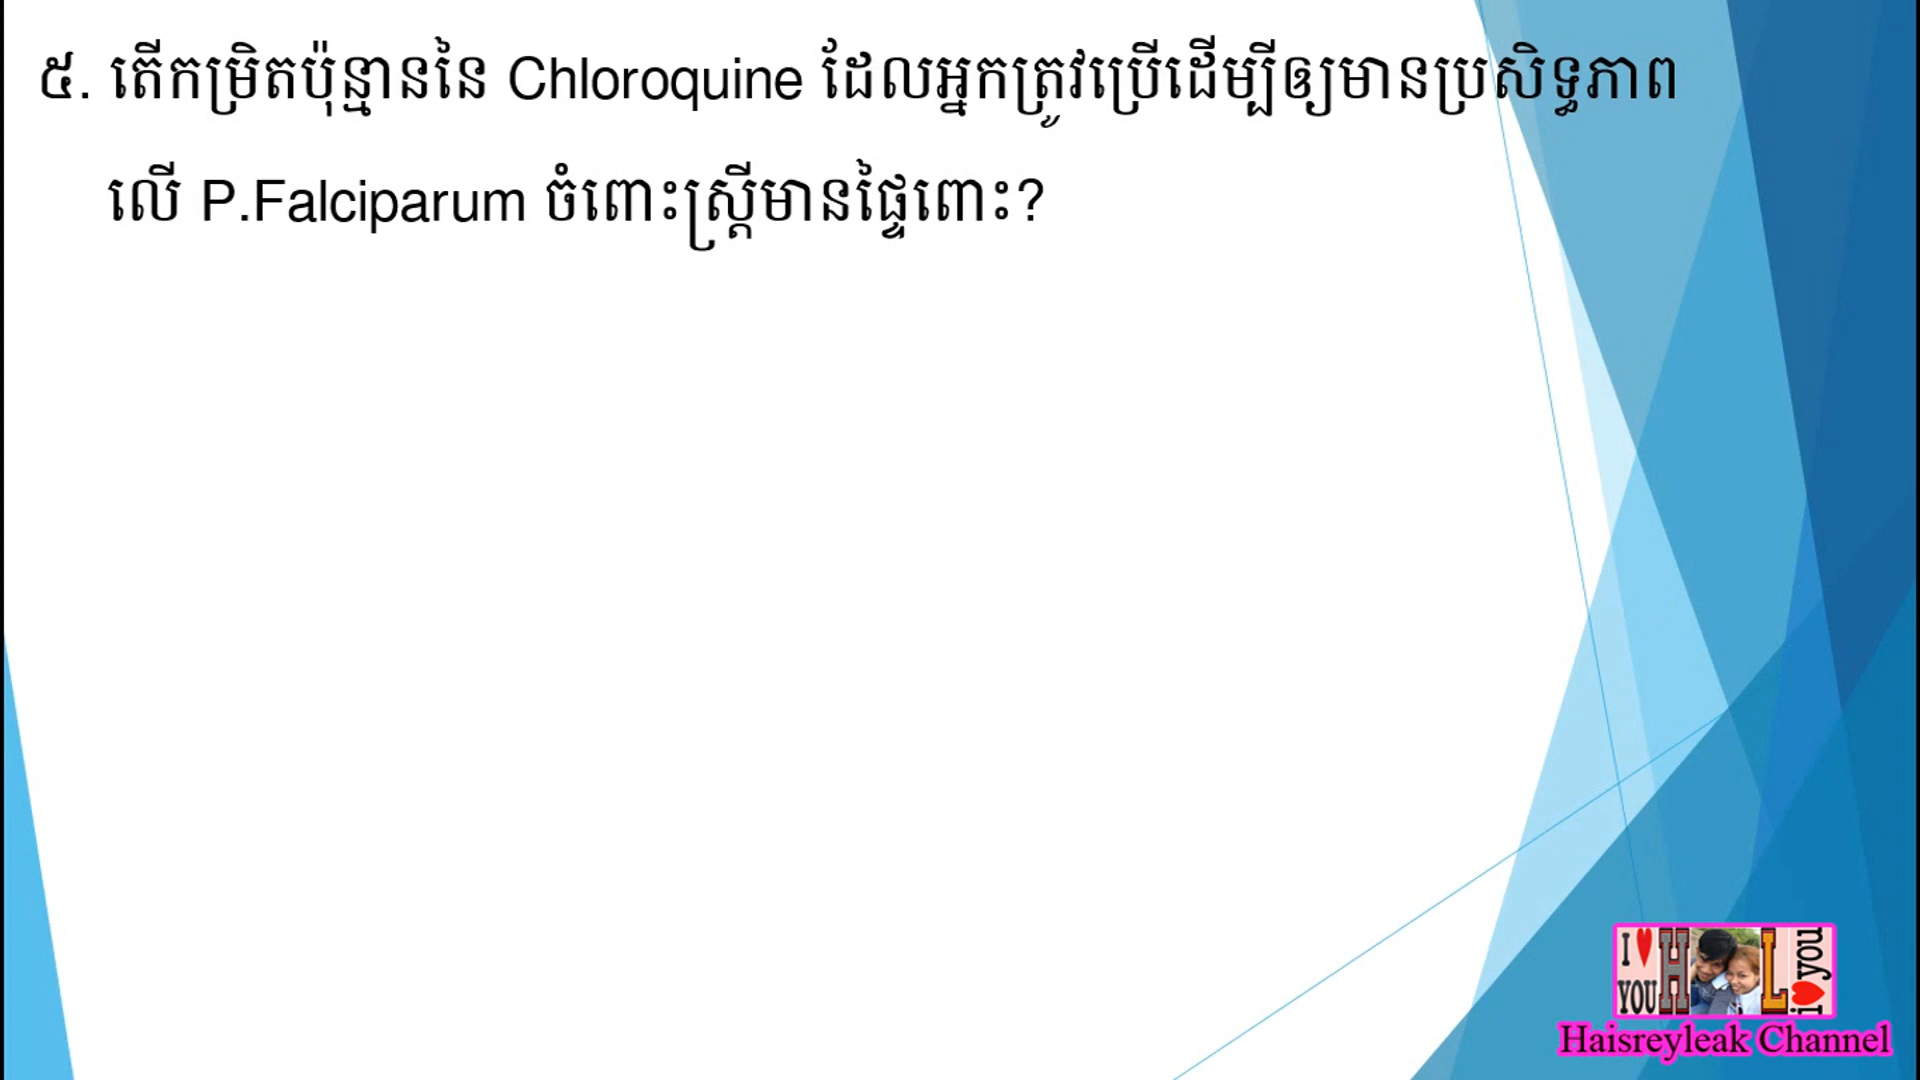 ៥. តើកម្រិតប៉ុន្មាននៃ Chloroquine ដែលអ្នកត្រូវប្រើដើម្បីឲ្យមានប្រសិទ្ធភាព
លើ P.Falciparum ចំពោះស្ត្រីមានផ្ទៃពោះ?
I ♥ YOU H L i ♥ you
Haisreyleak Channel